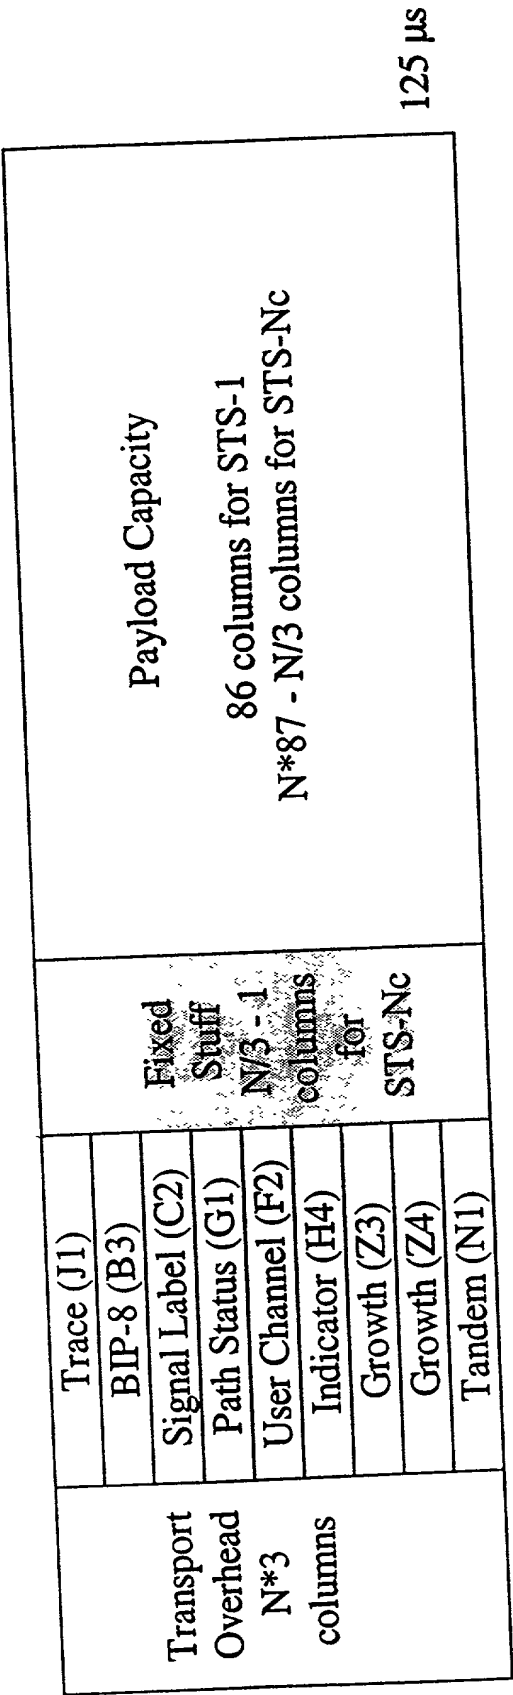 Transport
Overhead
N*3
columns
Trace (J1)
BIP-8 (B3)
Signal Label (C2)
Path Status (G1)
User Channel (F2)
Indicator (H4)
Growth (Z3)
Growth (Z4)
Tandem (N1)
Fixed
Stuff
N/3 - 1
columns
for
STS-Nc
Payload Capacity
86 columns for STS-1
N*87 - N/3 columns for STS-Nc
125 μs